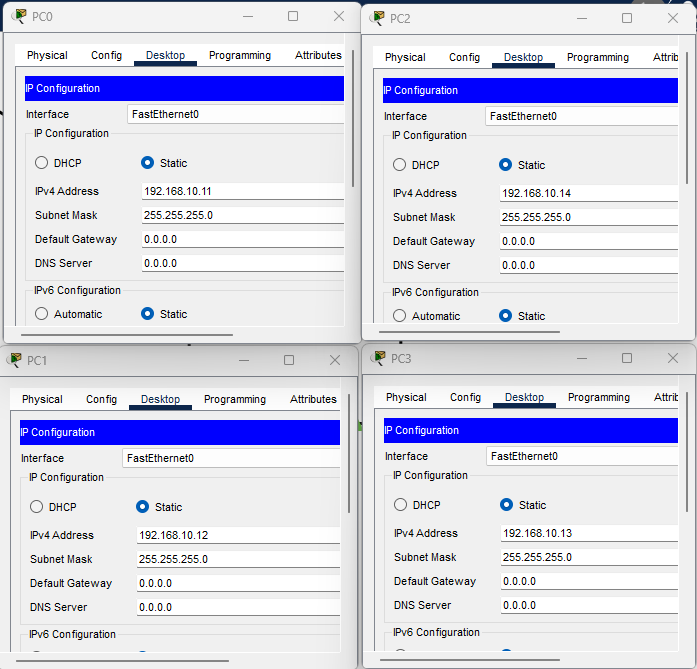 PC0
Physical Config Desktop Programming Attributes
IP Configuration
Interface FastEthernet0
IP Configuration
DHCP Static
IPv4 Address 192.168.10.11
Subnet Mask 255.255.255.0
Default Gateway 0.0.0.0
DNS Server 0.0.0.0
IPv6 Configuration
Automatic Static
PC2
Physical Config Desktop Programming Attrib
IP Configuration
Interface FastEthernet0
IP Configuration
DHCP Static
IPv4 Address 192.168.10.14
Subnet Mask 255.255.255.0
Default Gateway 0.0.0.0
DNS Server 0.0.0.0
IPv6 Configuration
Automatic Static
PC1
Physical Config Desktop Programming Attributes
IP Configuration
Interface FastEthernet0
IP Configuration
DHCP Static
IPv4 Address 192.168.10.12
Subnet Mask 255.255.255.0
Default Gateway 0.0.0.0
DNS Server 0.0.0.0
IPv6 Configuration
PC3
Physical Config Desktop Programming Attrib
IP Configuration
Interface FastEthernet0
IP Configuration
DHCP Static
IPv4 Address 192.168.10.13
Subnet Mask 255.255.255.0
Default Gateway 0.0.0.0
DNS Server 0.0.0.0
IPv6 Configuration